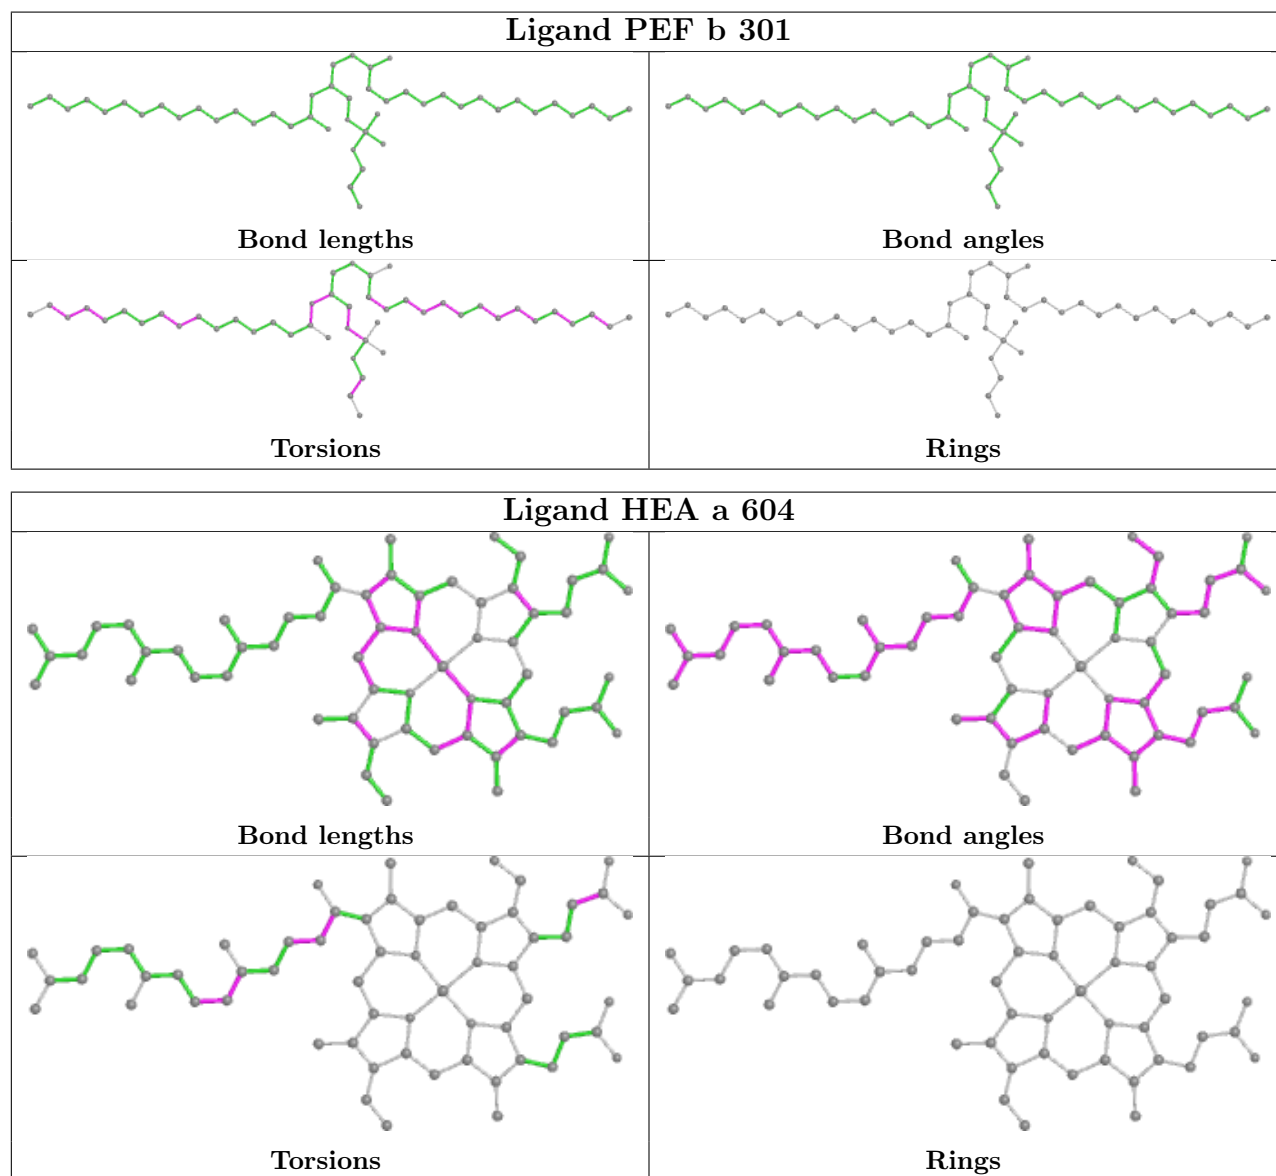 Ligand PEF b 301
Bond lengths
Bond angles
Torsions
Rings
Ligand HEA a 604
Bond lengths
Bond angles
Torsions
Rings